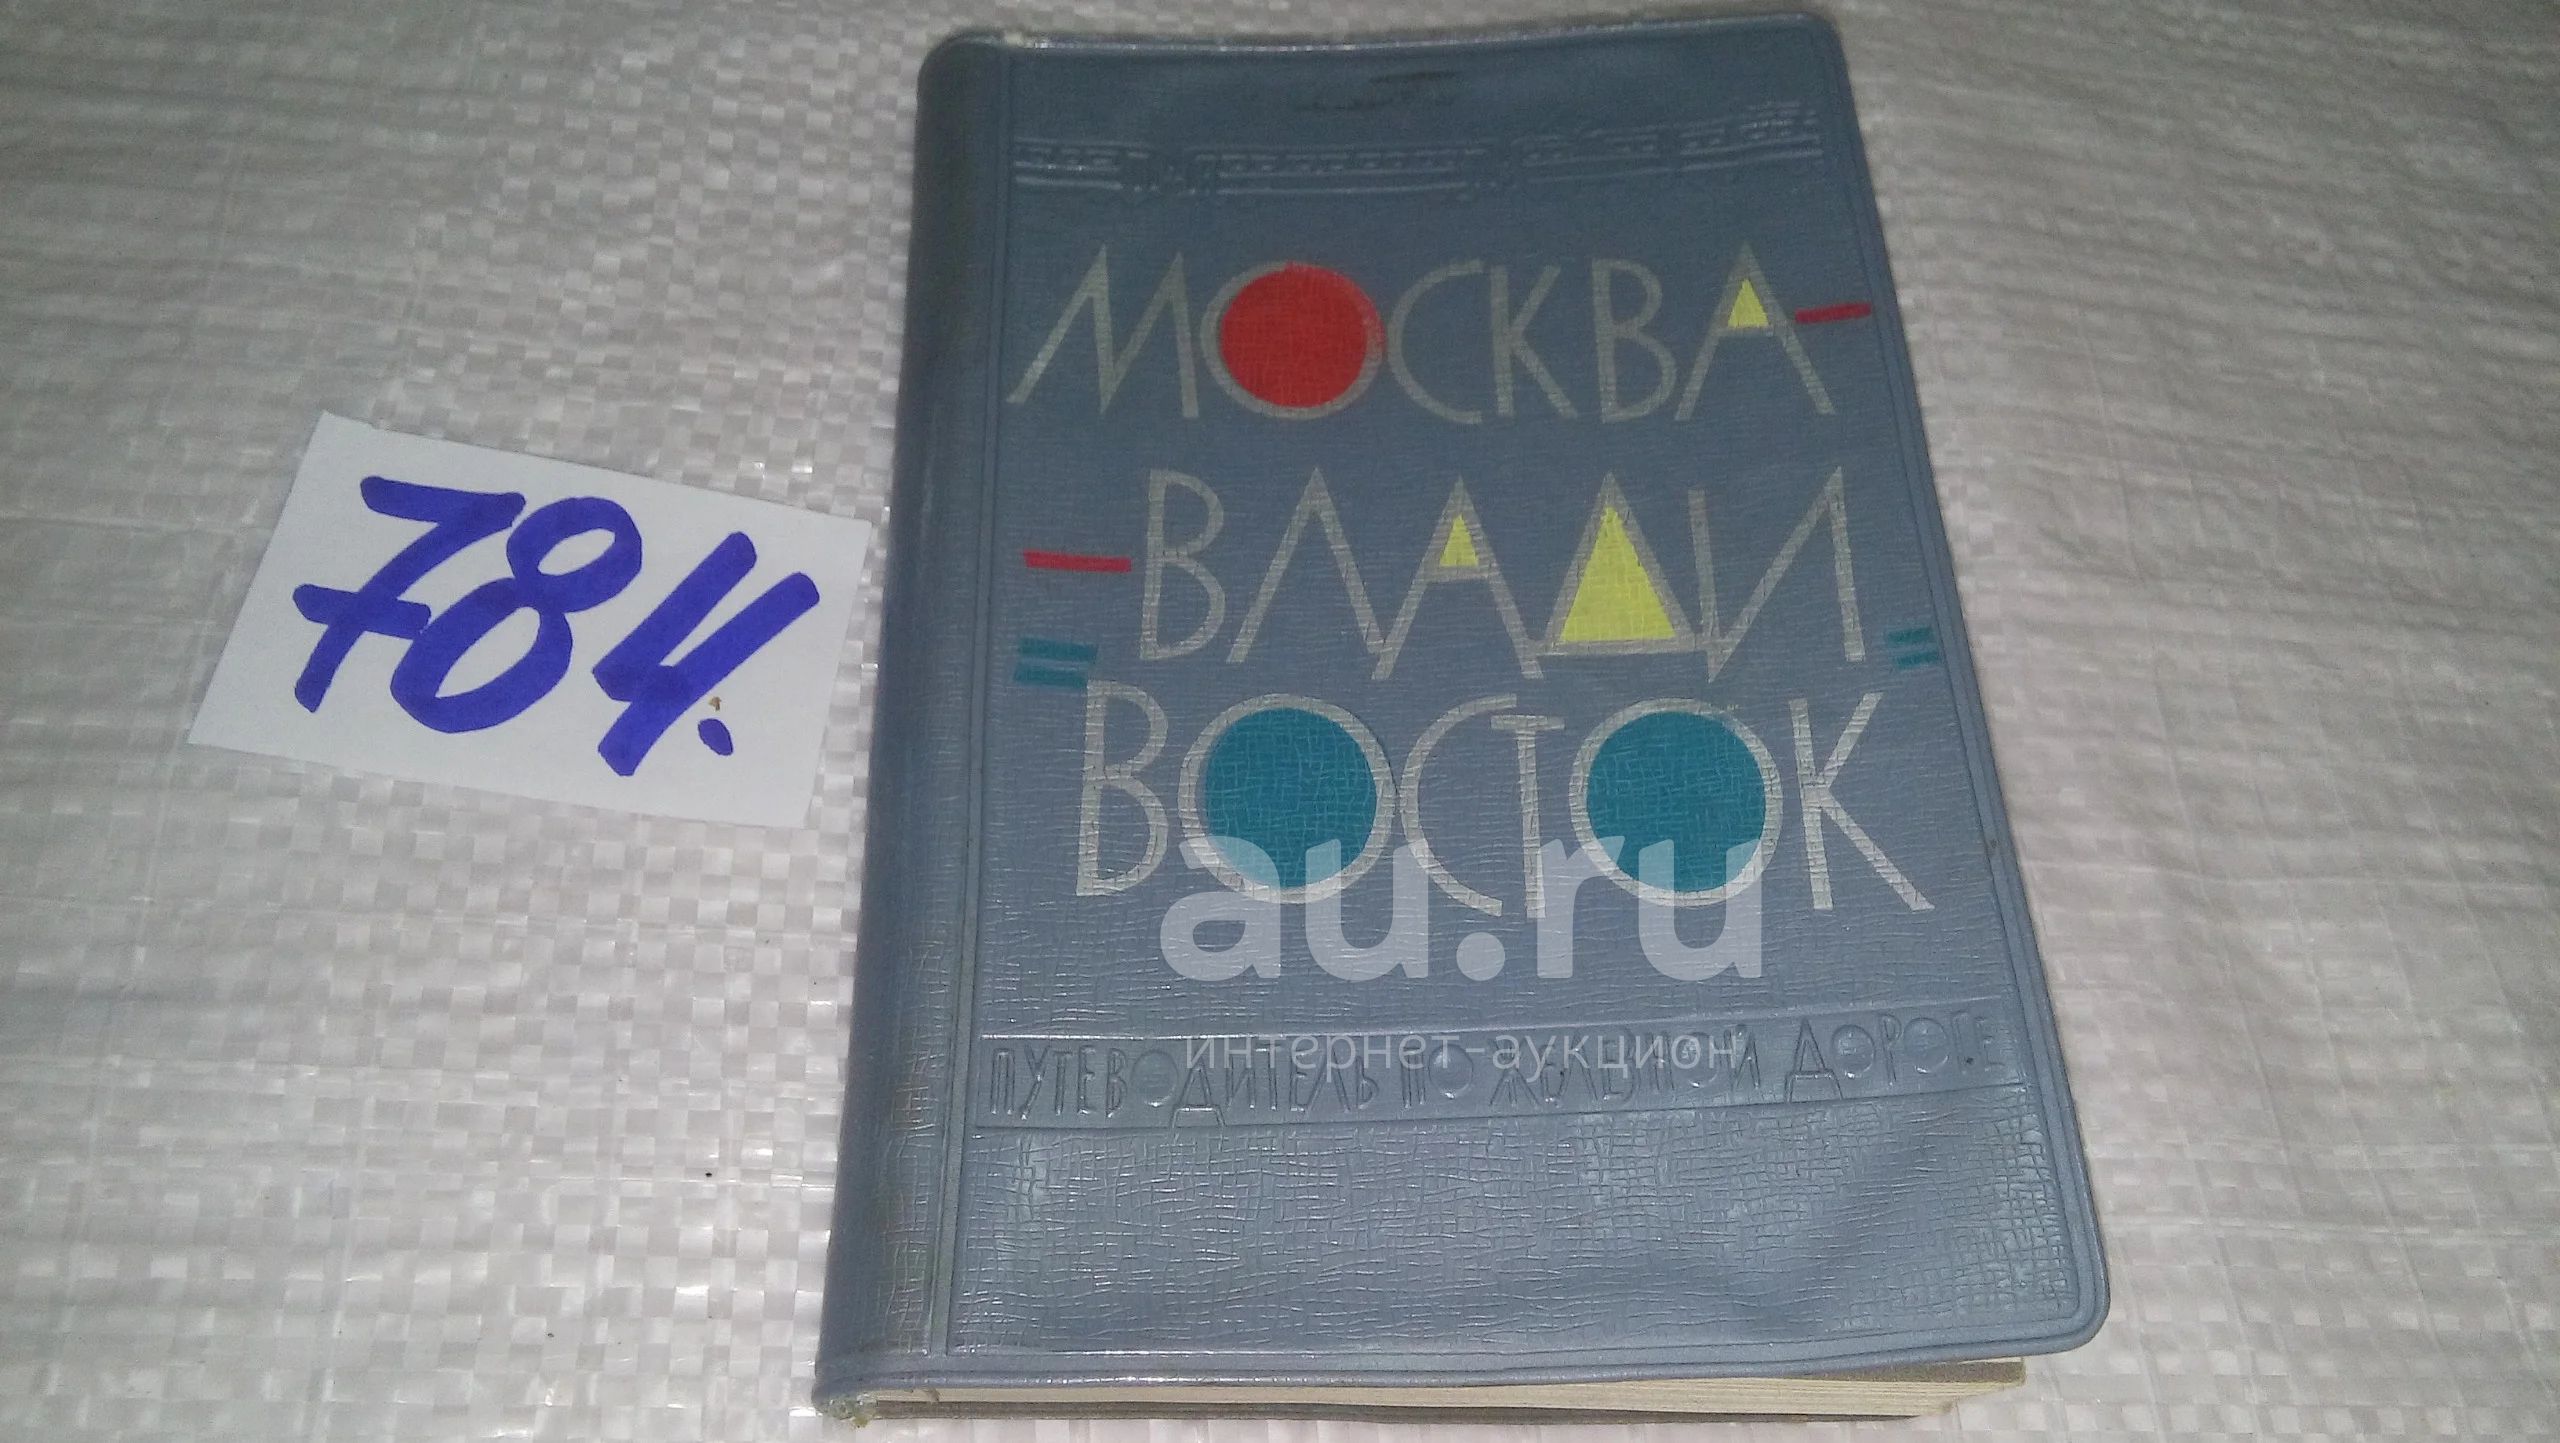 784.
МОСКВА-
-ВЛАДИ
ВОСТОК
au.ru
интернет-аукцион
ПУТЕВОДИТЕЛЬ ПО ЖЕЛЕЗНОЙ ДОРОГЕ